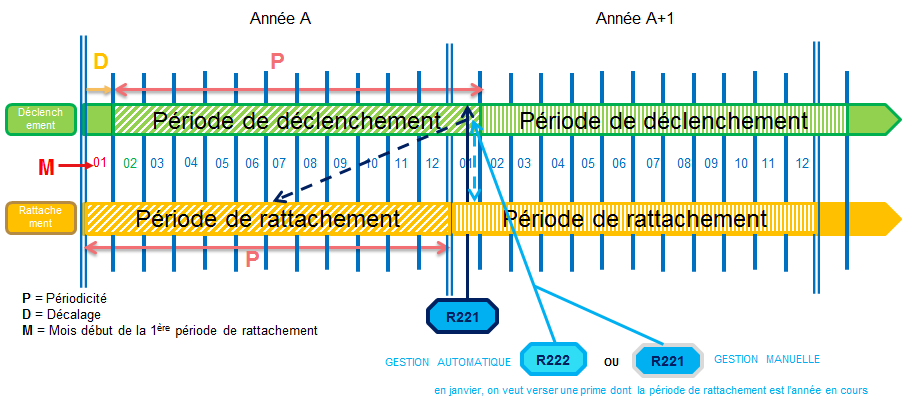 Année A
Année A+1
D
P
Déclench
ement
Période de déclenchement
Période de déclenchement
M
01 02 03 04 05 06 07 08 09 10 11 12 01 02 03 04 05 06 07 08 09 10 11 12
Rattache
ment
Période de rattachement
Période de rattachement
P
P = Périodicité
D = Décalage
M = Mois début de la 1ère période de rattachement
R221
GESTION AUTOMATIQUE R222 ou R221 GESTION MANUELLE
en janvier, on veut verser une prime dont la période de rattachement est l'année en cours